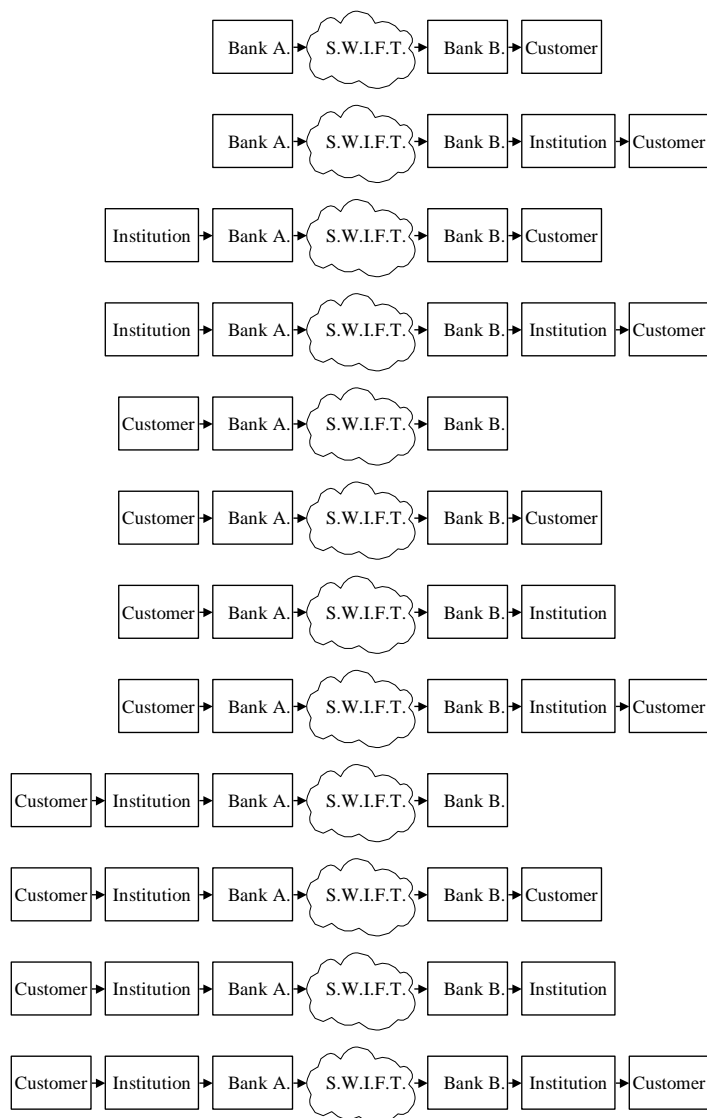 Bank A. S.W.I.F.T. Bank B. Customer
Bank A. S.W.I.F.T. Bank B. Institution Customer
Institution Bank A. S.W.I.F.T. Bank B. Customer
Institution Bank A. S.W.I.F.T. Bank B. Institution Customer
Customer Bank A. S.W.I.F.T. Bank B.
Customer Bank A. S.W.I.F.T. Bank B. Customer
Customer Bank A. S.W.I.F.T. Bank B. Institution
Customer Bank A. S.W.I.F.T. Bank B. Institution Customer
Customer Institution Bank A. S.W.I.F.T. Bank B.
Customer Institution Bank A. S.W.I.F.T. Bank B. Customer
Customer Institution Bank A. S.W.I.F.T. Bank B. Institution
Customer Institution Bank A. S.W.I.F.T. Bank B. Institution Customer